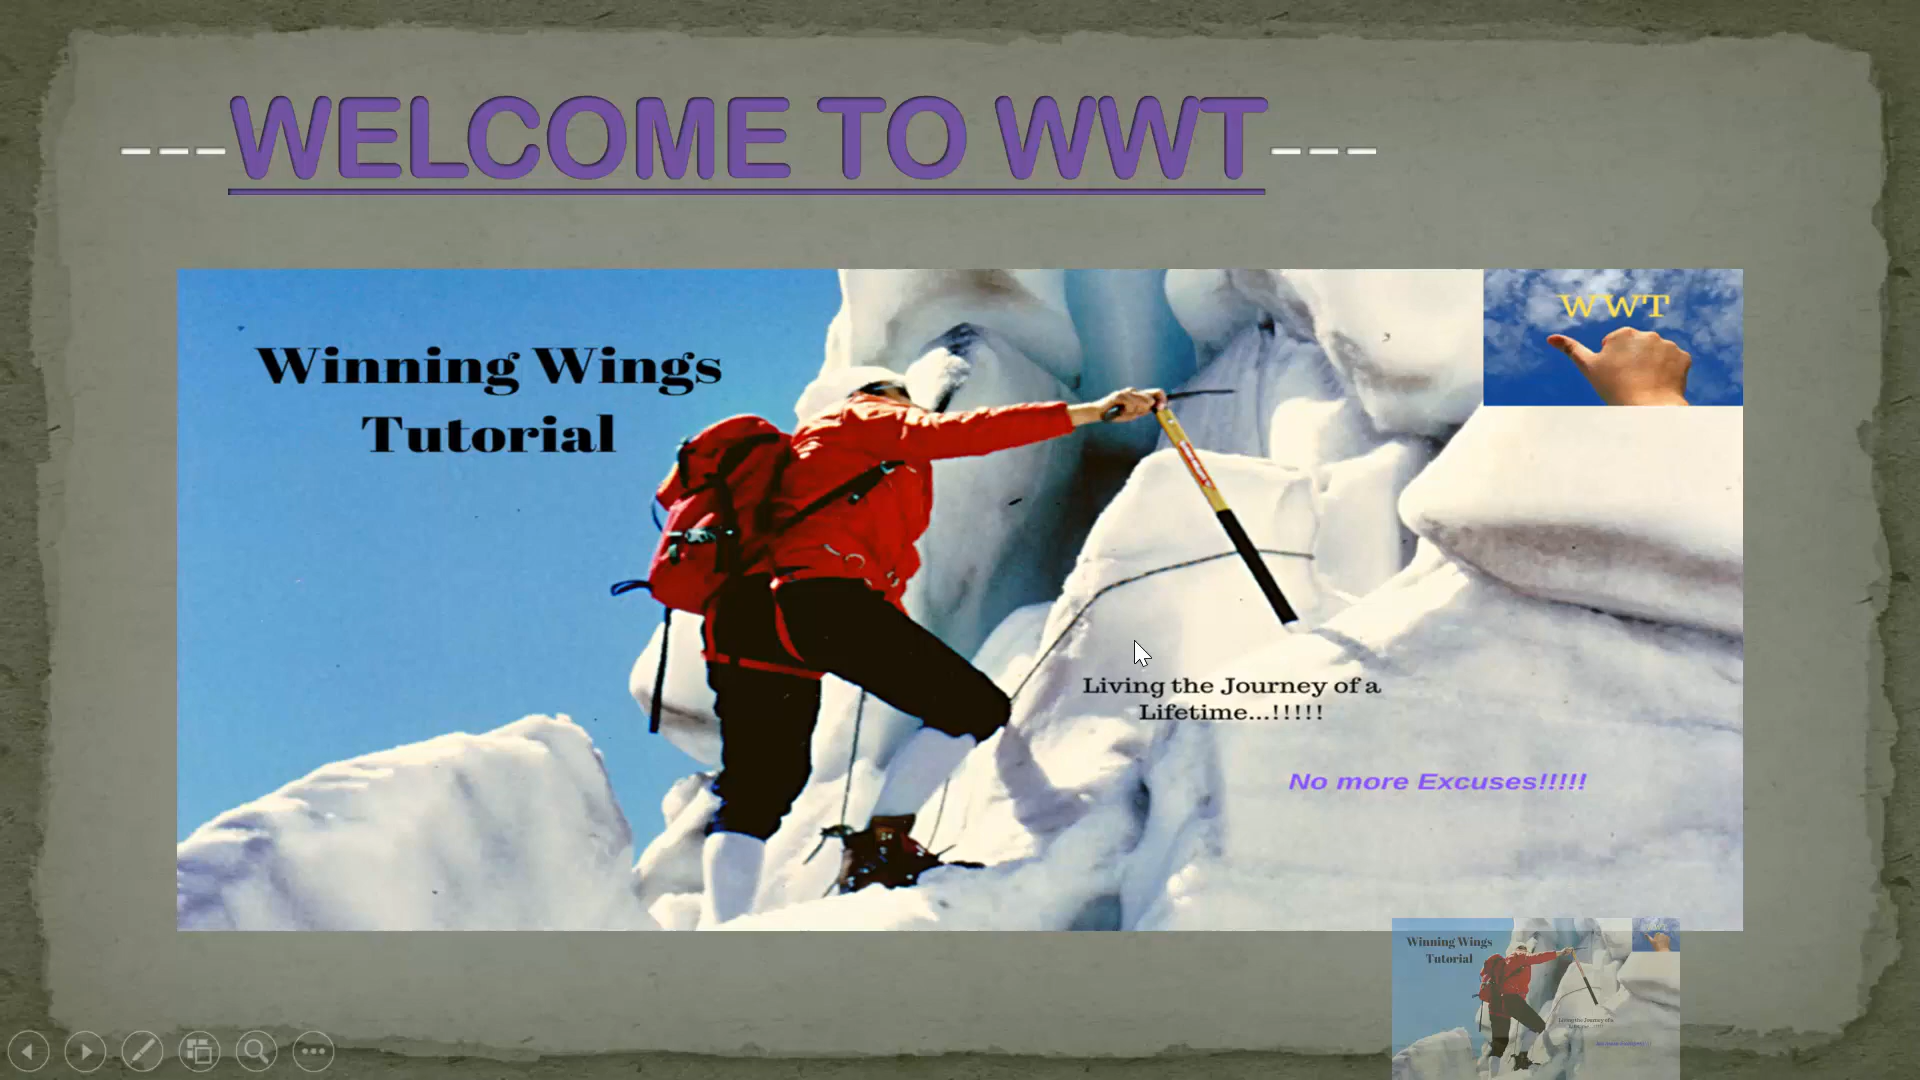 ---WELCOME TO WWT---
WWT
Winning Wings
Tutorial
Living the Journey of a
Lifetime...!!!!!
No more Excuses!!!!!
Winning Wings
Tutorial